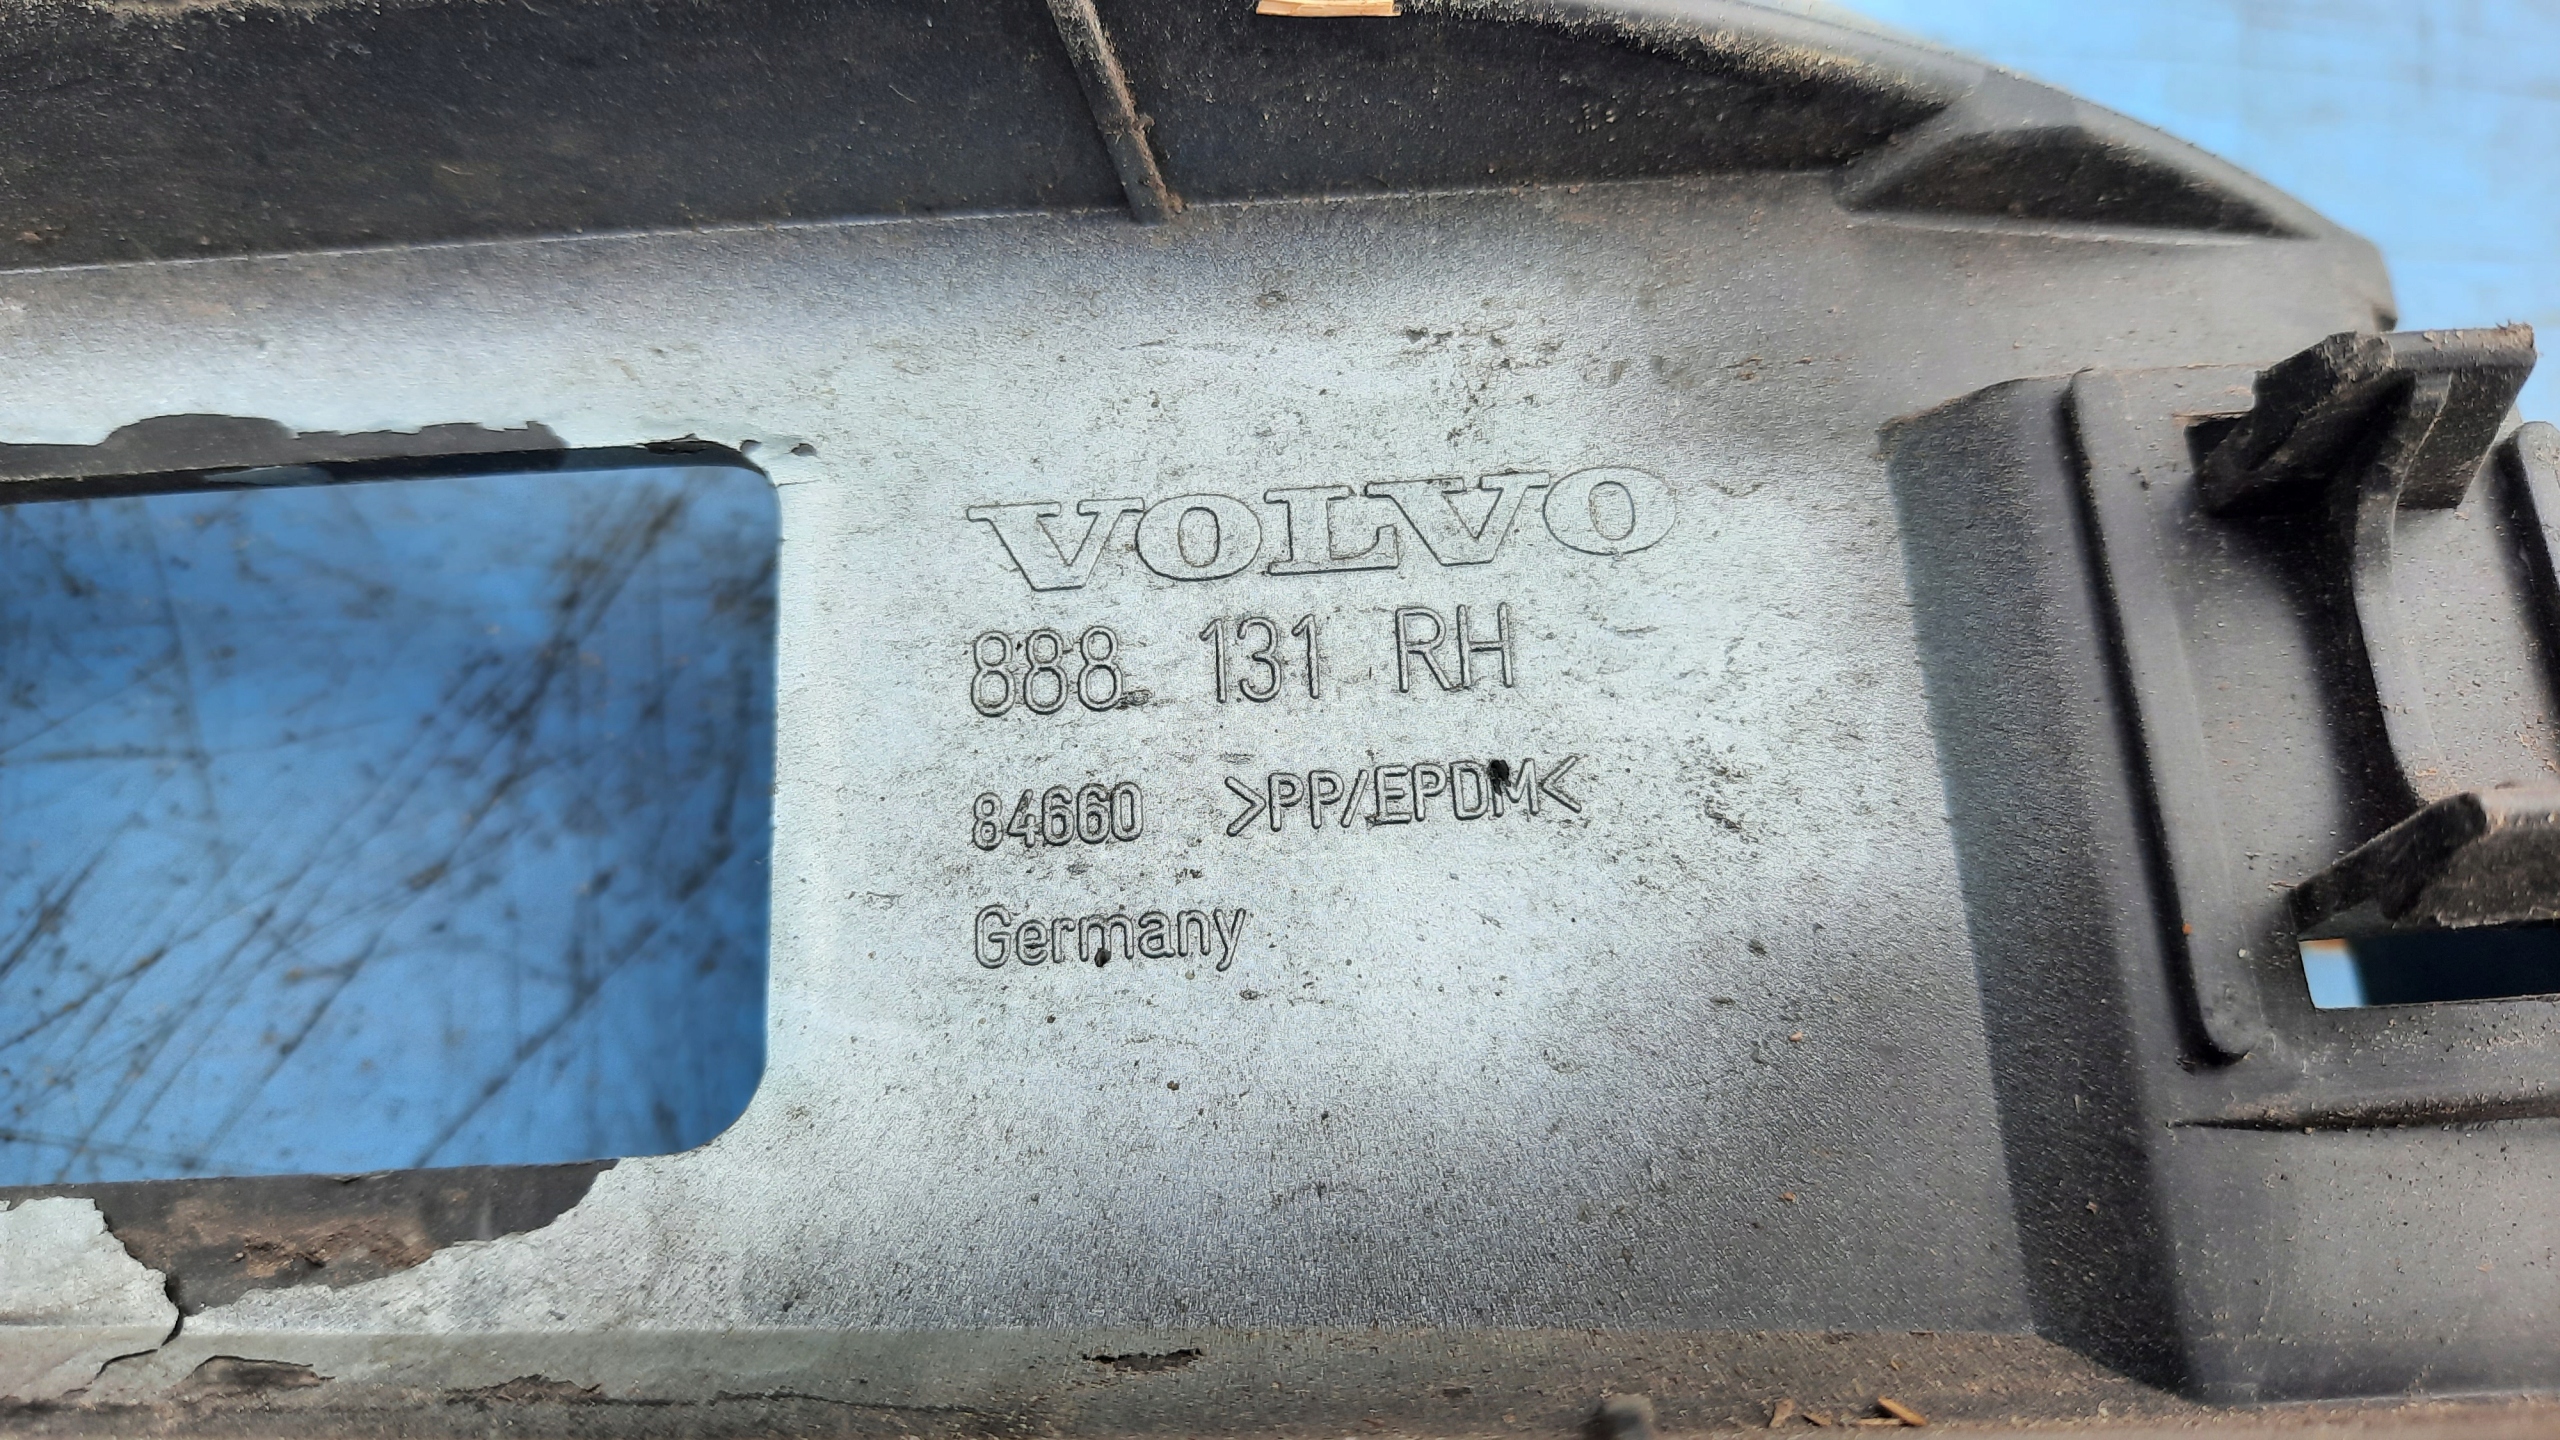 VOLVO
888 131 RH
84660 >PP/EPDM<
Germany